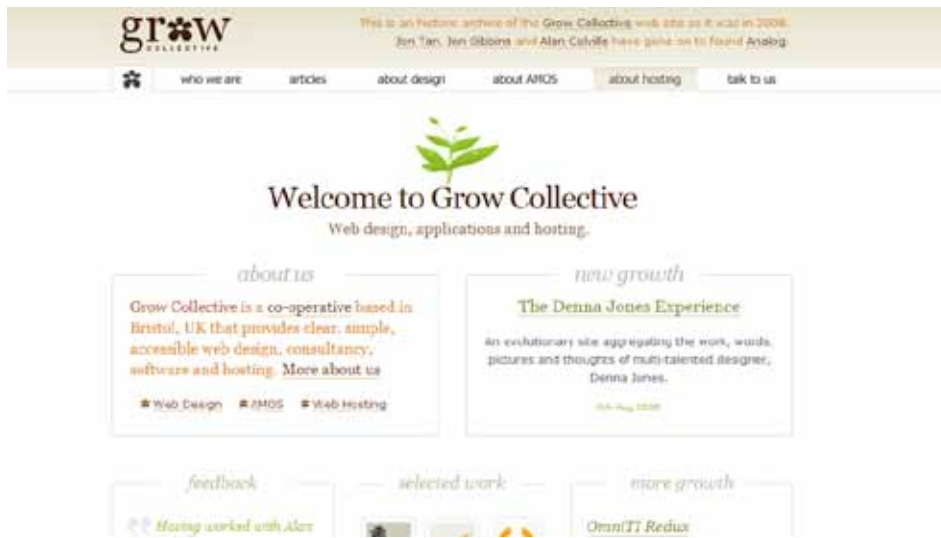 grow
COLLECTIVE
This is an historic archive of the Grow Collective web site as it was in 2008.
Jon Tan, Jon Gibbins and Alan Colville have gone on to found Analog.
who we are
articles
about design
about AMOS
about hosting
talk to us
Welcome to Grow Collective
Web design, applications and hosting.
about us
Grow Collective is a co-operative based in
Bristol, UK that provides clear, simple,
accessible web design, consultancy,
software and hosting. More about us
Web Design
AMOS
Web Hosting
new growth
The Denna Jones Experience
An evolutionary site aggregating the work, words,
pictures and thoughts of multi-talented designer,
Denna Jones.
feedback
Having worked with Alan
selected work
more growth
OmniTI Redux